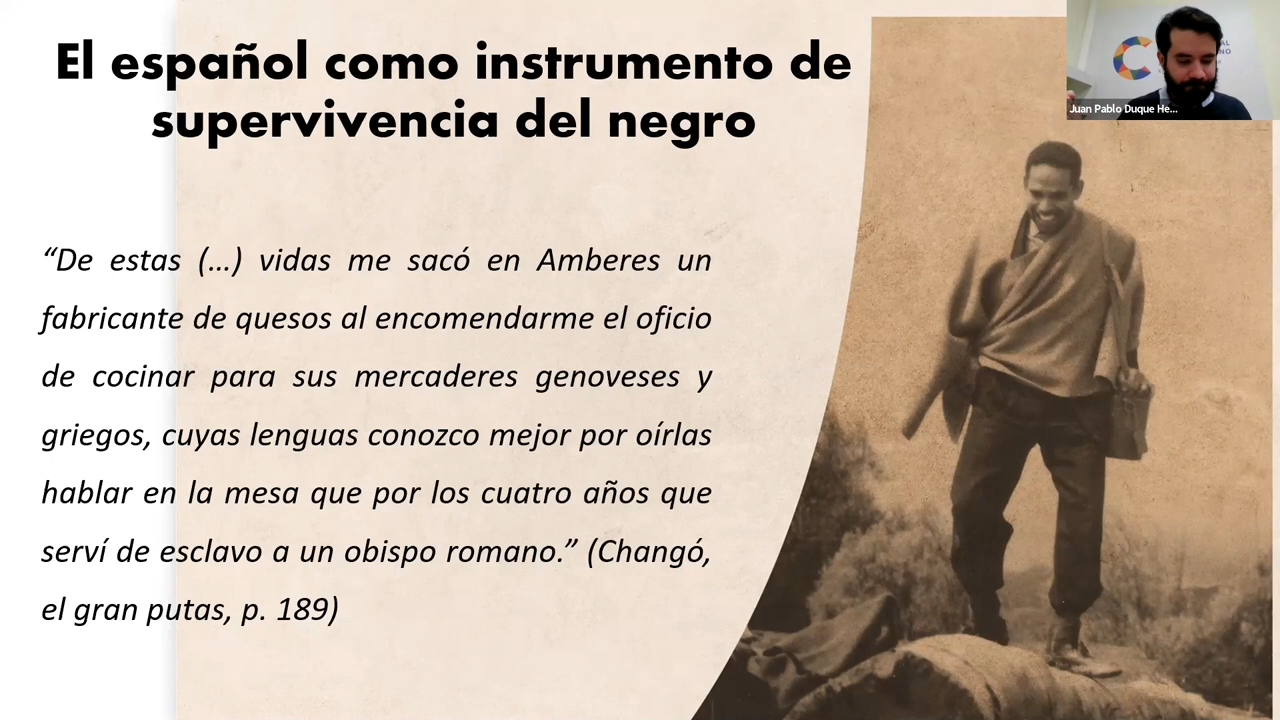 El español como instrumento de
supervivencia del negro
“De estas (…) vidas me sacó en Amberes un
fabricante de quesos al encomendarme el oficio
de cocinar para sus mercaderes genoveses y
griegos, cuyas lenguas conozco mejor por oírlas
hablar en la mesa que por los cuatro años que
serví de esclavo a un obispo romano.” (Changó,
el gran putas, p. 189)
Juan Pablo Duque He...